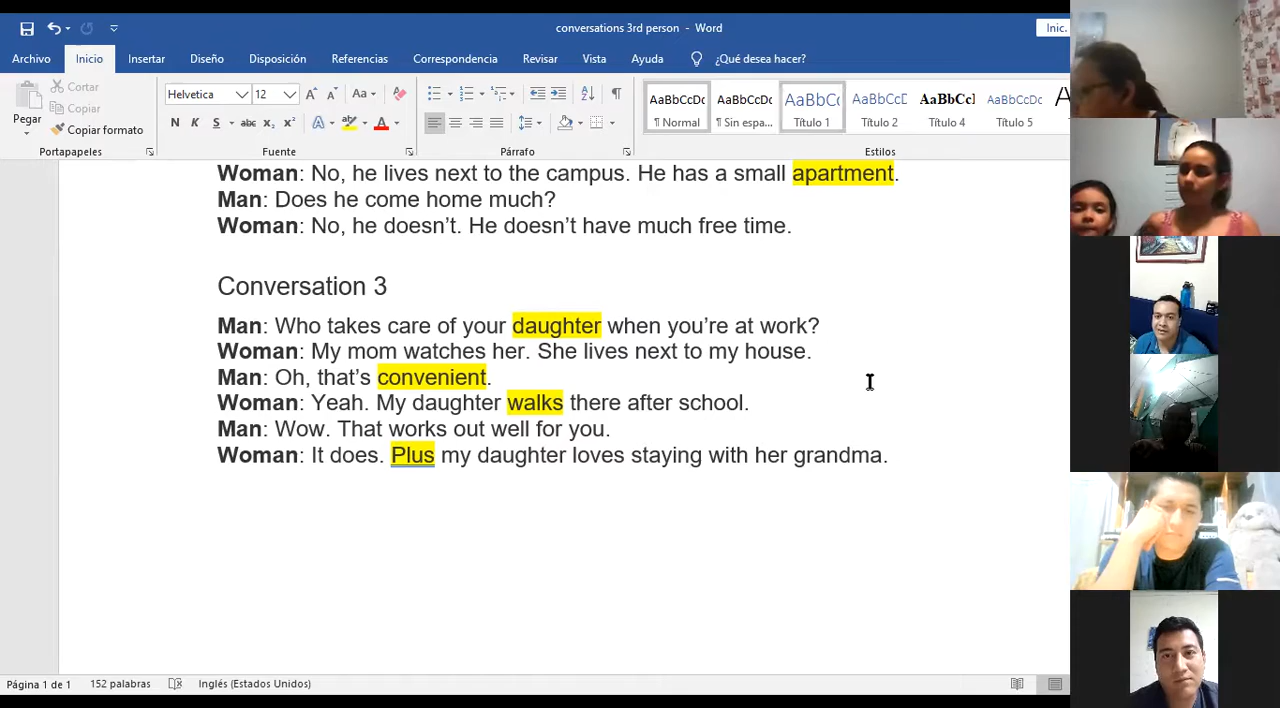 conversations 3rd person - Word
Inic.
Archivo Inicio Insertar Diseño Disposición Referencias Correspondencia Revisar Vista Ayuda ¿Qué desea hacer?
Pegar
Cortar
Copiar
Copiar formato
Portapapeles
Helvetica 12
N K S abc x₂ x²
Fuente
Párrafo
AaBbCcDc AaBbCcDc AaBbC AaBbCcD AaBbCcI AaBbCcD
¶ Normal ¶ Sin espa... Título 1 Título 2 Título 4 Título 5
Estilos
Woman: No, he lives next to the campus. He has a small apartment.
Man: Does he come home much?
Woman: No, he doesn’t. He doesn’t have much free time.
Conversation 3
Man: Who takes care of your daughter when you’re at work?
Woman: My mom watches her. She lives next to my house.
Man: Oh, that’s convenient.
Woman: Yeah. My daughter walks there after school.
Man: Wow. That works out well for you.
Woman: It does. Plus my daughter loves staying with her grandma.
Página 1 de 1 152 palabras Inglés (Estados Unidos)